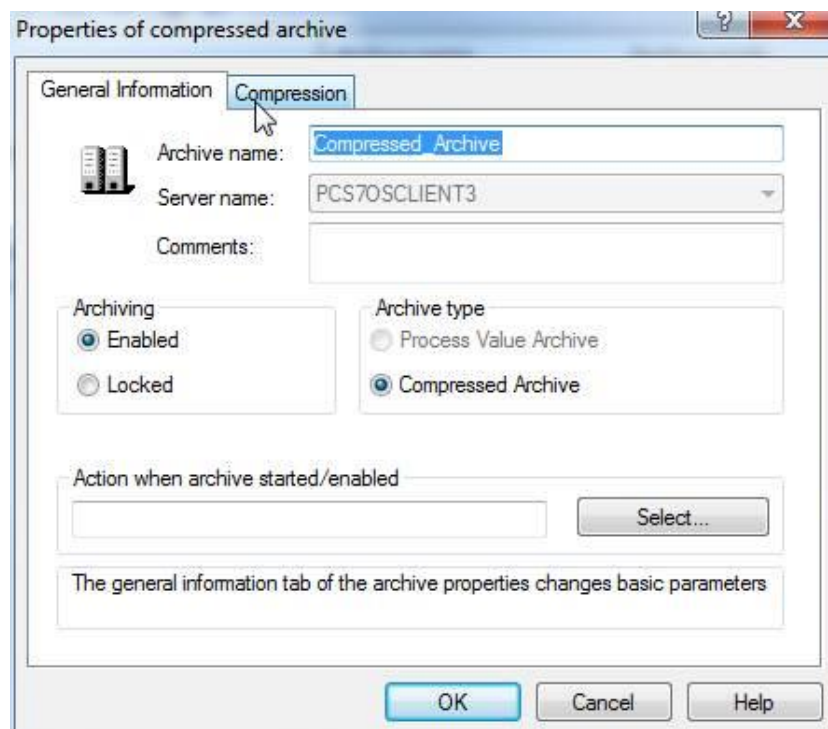 Properties of compressed archive
General Information
Compression
Archive name: Compressed_Archive
Server name: PCS7OSCLIENT3
Comments:
Archiving
Enabled
Locked
Archive type
Process Value Archive
Compressed Archive
Action when archive started/enabled
Select...
The general information tab of the archive properties changes basic parameters
OK Cancel Help